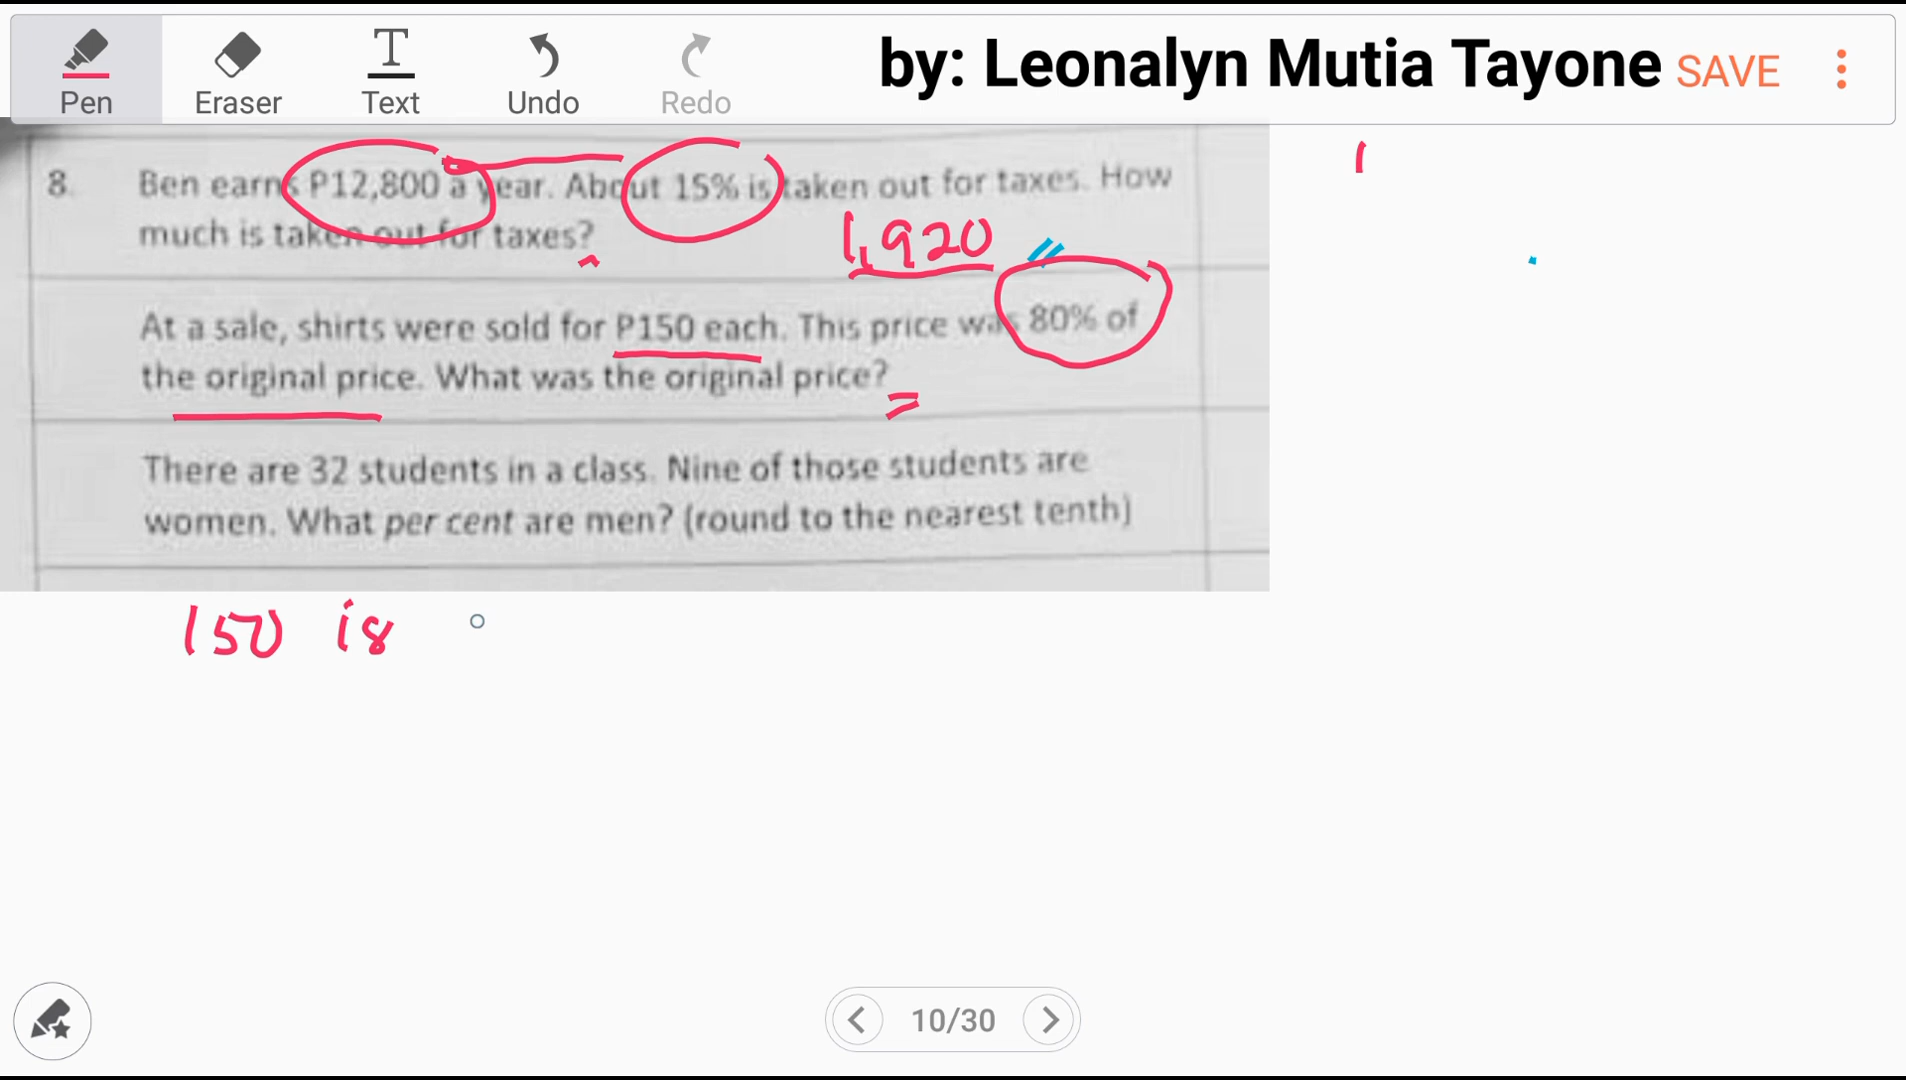 Pen
Eraser
Text
Undo
Redo
by: Leonalyn Mutia Tayone
SAVE
8. Ben earns P12,800 a year. About 15% is taken out for taxes. How
much is taken out for taxes?
1,920
At a sale, shirts were sold for P150 each. This price was 80% of
the original price. What was the original price?
There are 32 students in a class. Nine of those students are
women. What per cent are men? (round to the nearest tenth)
150 is
10/30